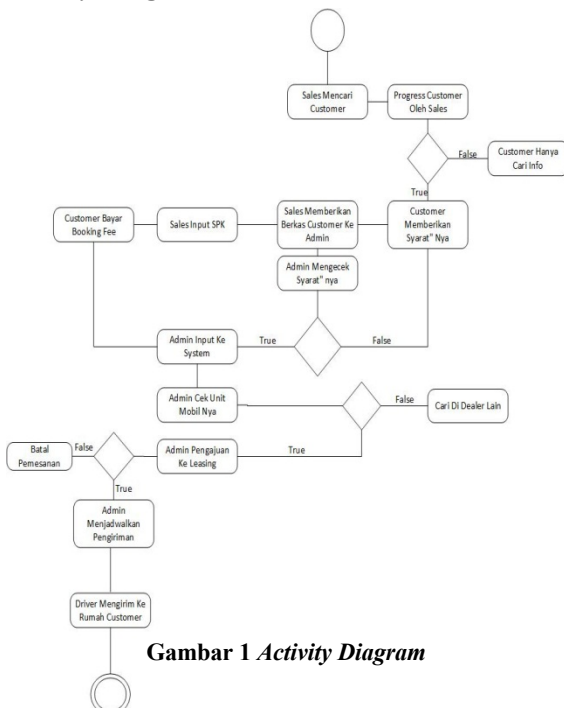 Sales Mencari
Customer
Progress Customer
Oleh Sales
False
Customer Hanya
Cari Info
True
Customer Bayar
Booking Fee
Sales Input SPK
Sales Memberikan
Berkas Customer Ke
Admin
Customer
Memberikan
Syarat" Nya
Admin Mengecek
Syarat" nya
Admin Input Ke
System
True
False
Admin Cek Unit
Mobil Nya
False
Cari Di Dealer Lain
Batal
Pemesanan
False
Admin Pengajuan
Ke Leasing
True
True
Admin
Menjadwalkan
Pengiriman
Driver Mengirim Ke
Rumah Customer
Gambar 1 Activity Diagram